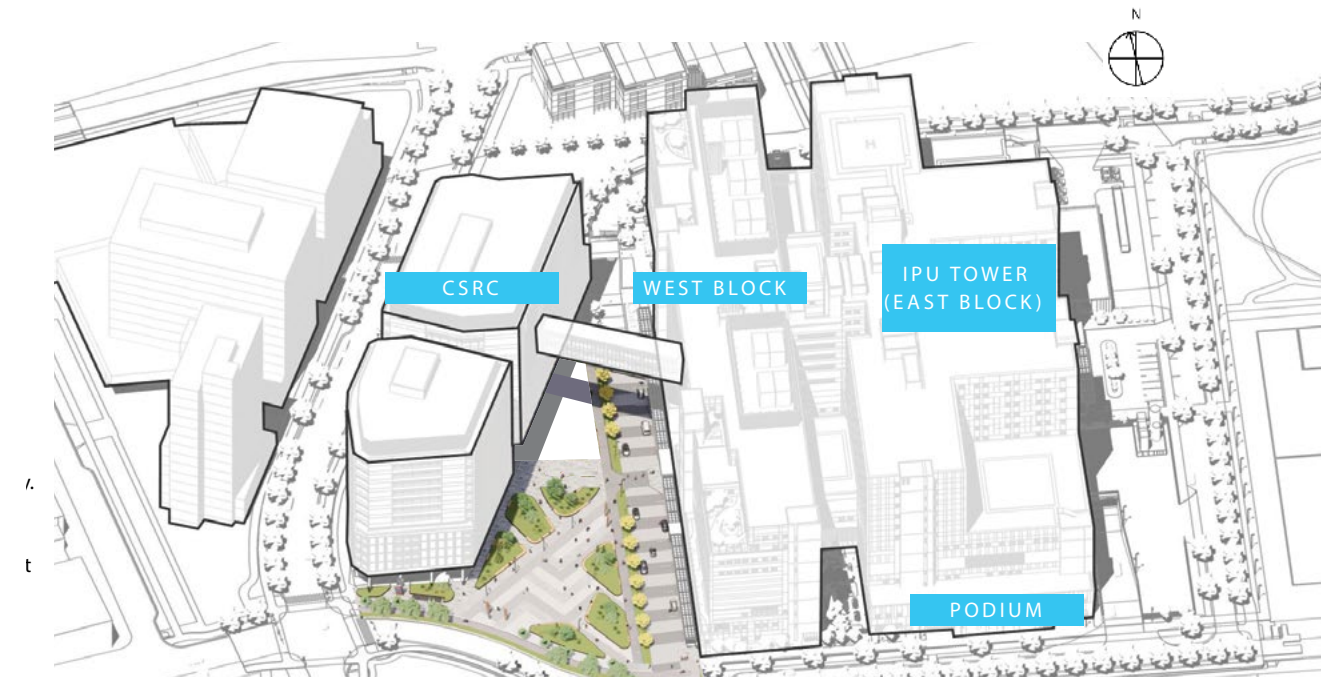 N
H
CSRC
WEST BLOCK
IPU TOWER
(EAST BLOCK)
y.
t
PODIUM